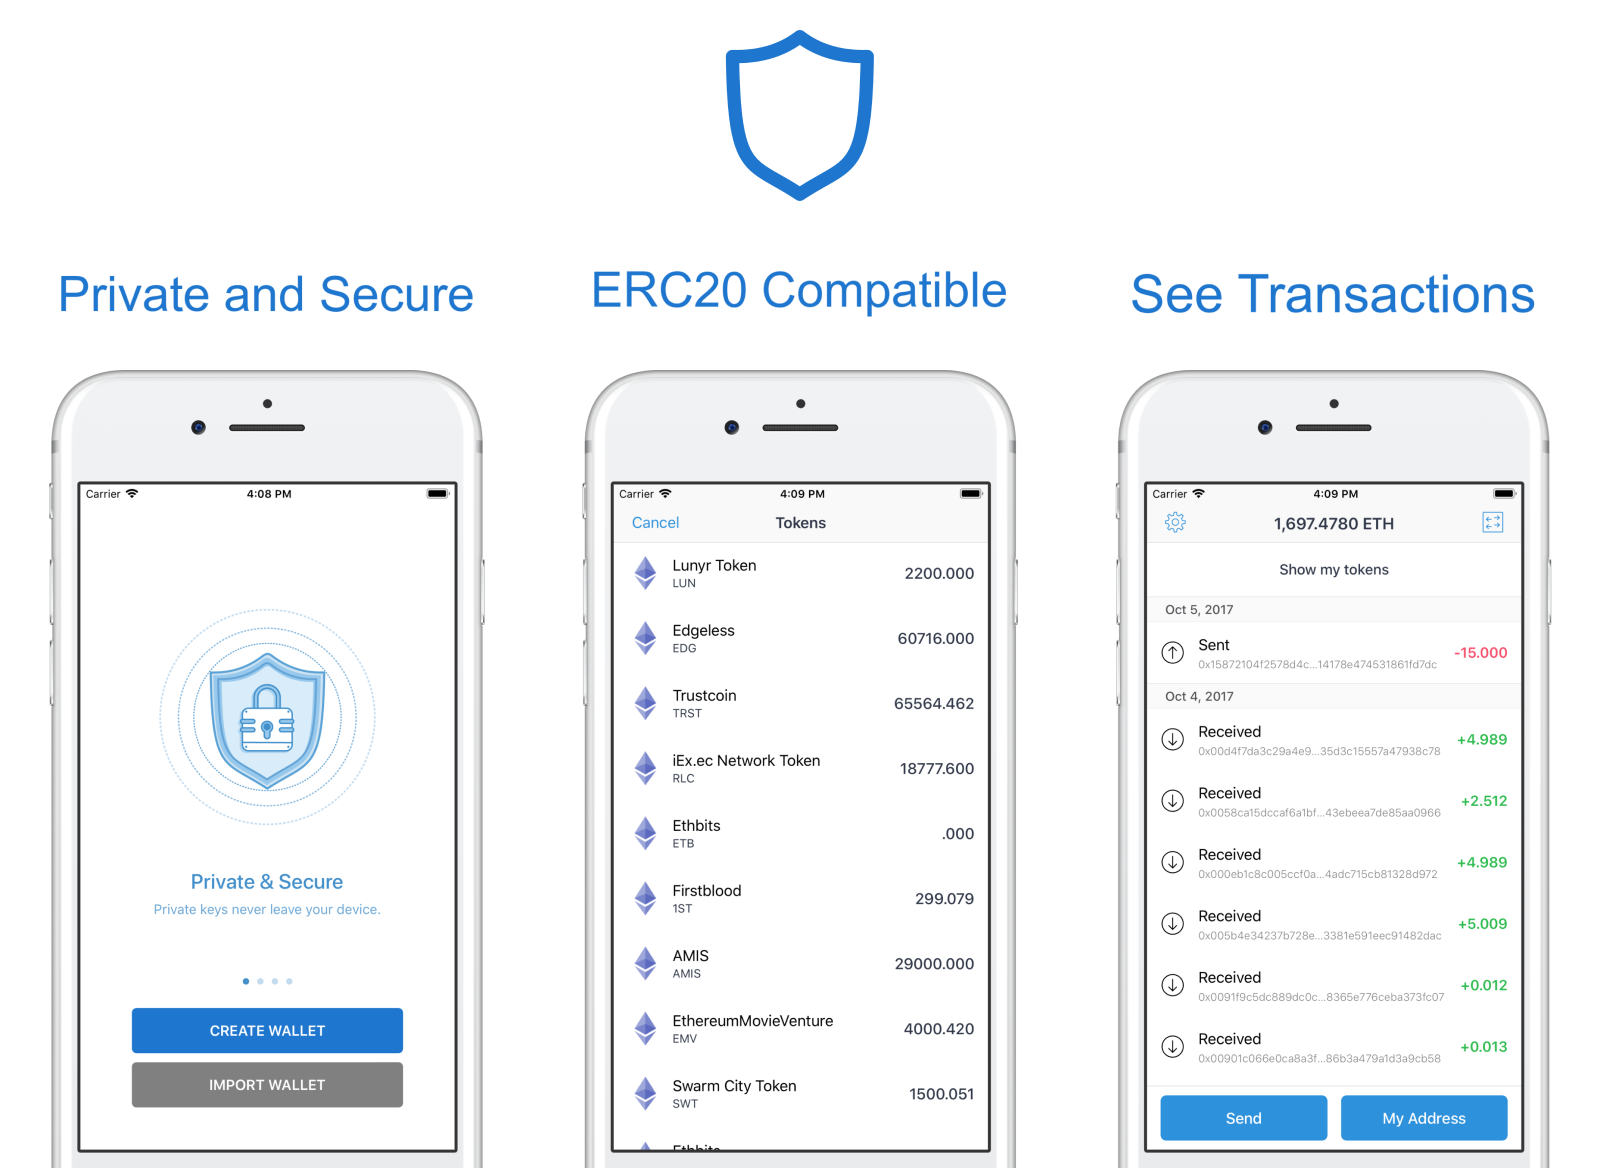 Private and Secure
ERC20 Compatible
See Transactions
Carrier
4:08 PM
Private & Secure
Private keys never leave your device.
CREATE WALLET
IMPORT WALLET
Carrier
4:09 PM
Cancel
Tokens
Lunyr Token
LUN
2200.000
Edgeless
EDG
60716.000
Trustcoin
TRST
65564.462
iEx.ec Network Token
RLC
18777.600
Ethbits
ETB
.000
Firstblood
1ST
299.079
AMIS
AMIS
29000.000
EthereumMovieVenture
EMV
4000.420
Swarm City Token
SWT
1500.051
Ethbits
Carrier
4:09 PM
1,697.4780 ETH
Show my tokens
Oct 5, 2017
Sent
0x15872104f2578d4c...14178e474531861fd7dc
-15.000
Oct 4, 2017
Received
0x00d4f7da3c29a4e9...35d3c15557a47938c78
+4.989
Received
0x0058ca15dccaf6a1bf...43ebeea7de85aa0966
+2.512
Received
0x000eb1c8c005ccf0a...4adc715cb81328d972
+4.989
Received
0x005b4e34237b728e...3381e591eec91482dac
+5.009
Received
0x0091f9c5dc889dc0c...8365e776ceba373fc07
+0.012
Received
0x00901c066e0ca8a3f...86b3a479a1d3a9cb58
+0.013
Send
My Address